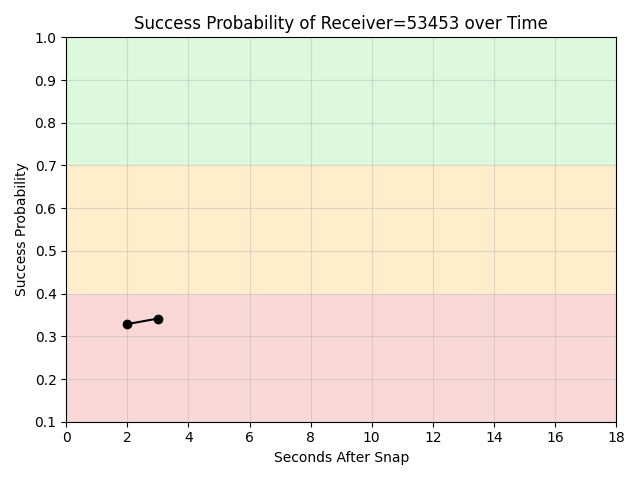 Success Probability of Receiver=53453 over Time
1.0
0.9
0.8
0.7
0.6
0.5
0.4
0.3
0.2
0.1
Success Probability
0 2 4 6 8 10 12 14 16 18
Seconds After Snap